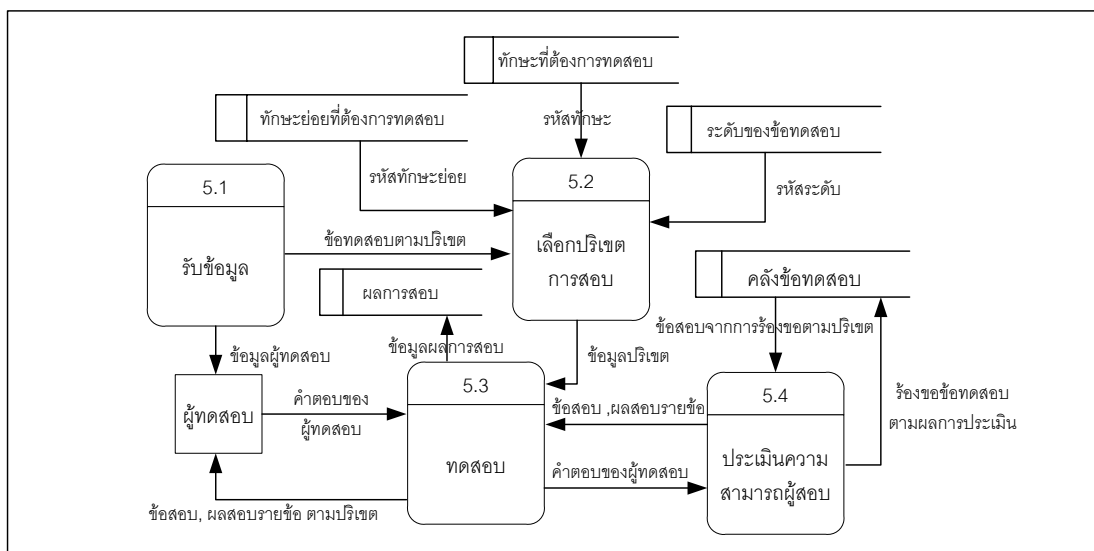 ทักษะที่ต้องการทดสอบ
ทักษะย่อยที่ต้องการทดสอบ
รหัสทักษะ
ระดับของข้อทดสอบ
5.1
รหัสทักษะย่อย
5.2
รหัสระดับ
รับข้อมูล
ข้อทดสอบตามปริเขต
เลือกปริเขต
การสอบ
ผลการสอบ
คลังข้อทดสอบ
ข้อมูลผู้ทดสอบ
ข้อมูลผลการสอบ
ข้อมูลปริเขต
ข้อสอบจากการร้องขอตามปริเขต
ผู้ทดสอบ
คำตอบของ
ผู้ทดสอบ
5.3
ข้อสอบ ,ผลสอบรายข้อ
5.4
ร้องขอข้อทดสอบ
ตามผลการประเมิน
ทดสอบ
คำตอบของผู้ทดสอบ
ประเมินความ
สามารถผู้สอบ
ข้อสอบ, ผลสอบรายข้อ ตามปริเขต